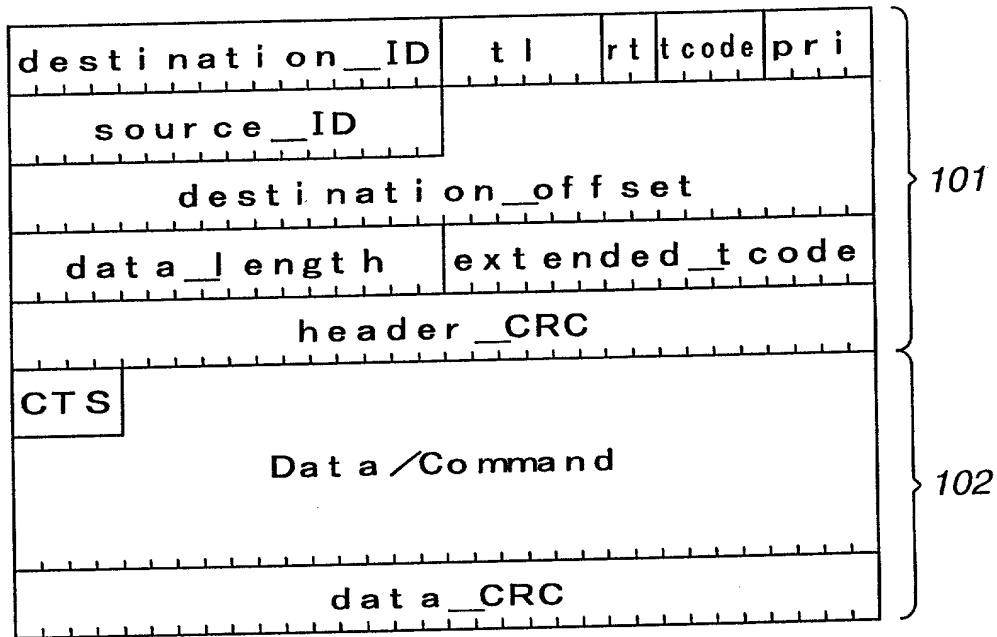 destination_ID tl rt tcode pri
source_ID
destination_offset
101
data_length extended_tcode
header_CRC
CTS
Data/Command
102
data_CRC